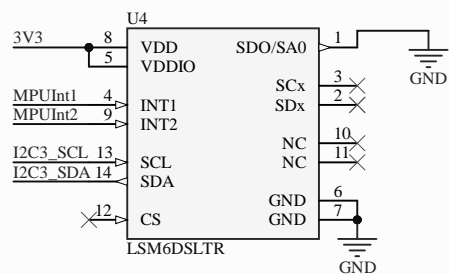 U4
3V3 8 VDD SDO/SA0 1
5 VDDIO
GND
SCx 3
MPUInt1 4 INT1 SDx 2
MPUInt2 9 INT2
NC 10
I2C3_SCL 13 SCL NC 11
I2C3_SDA 14 SDA
GND 6
12 CS GND 7
LSM6DSLTR
GND